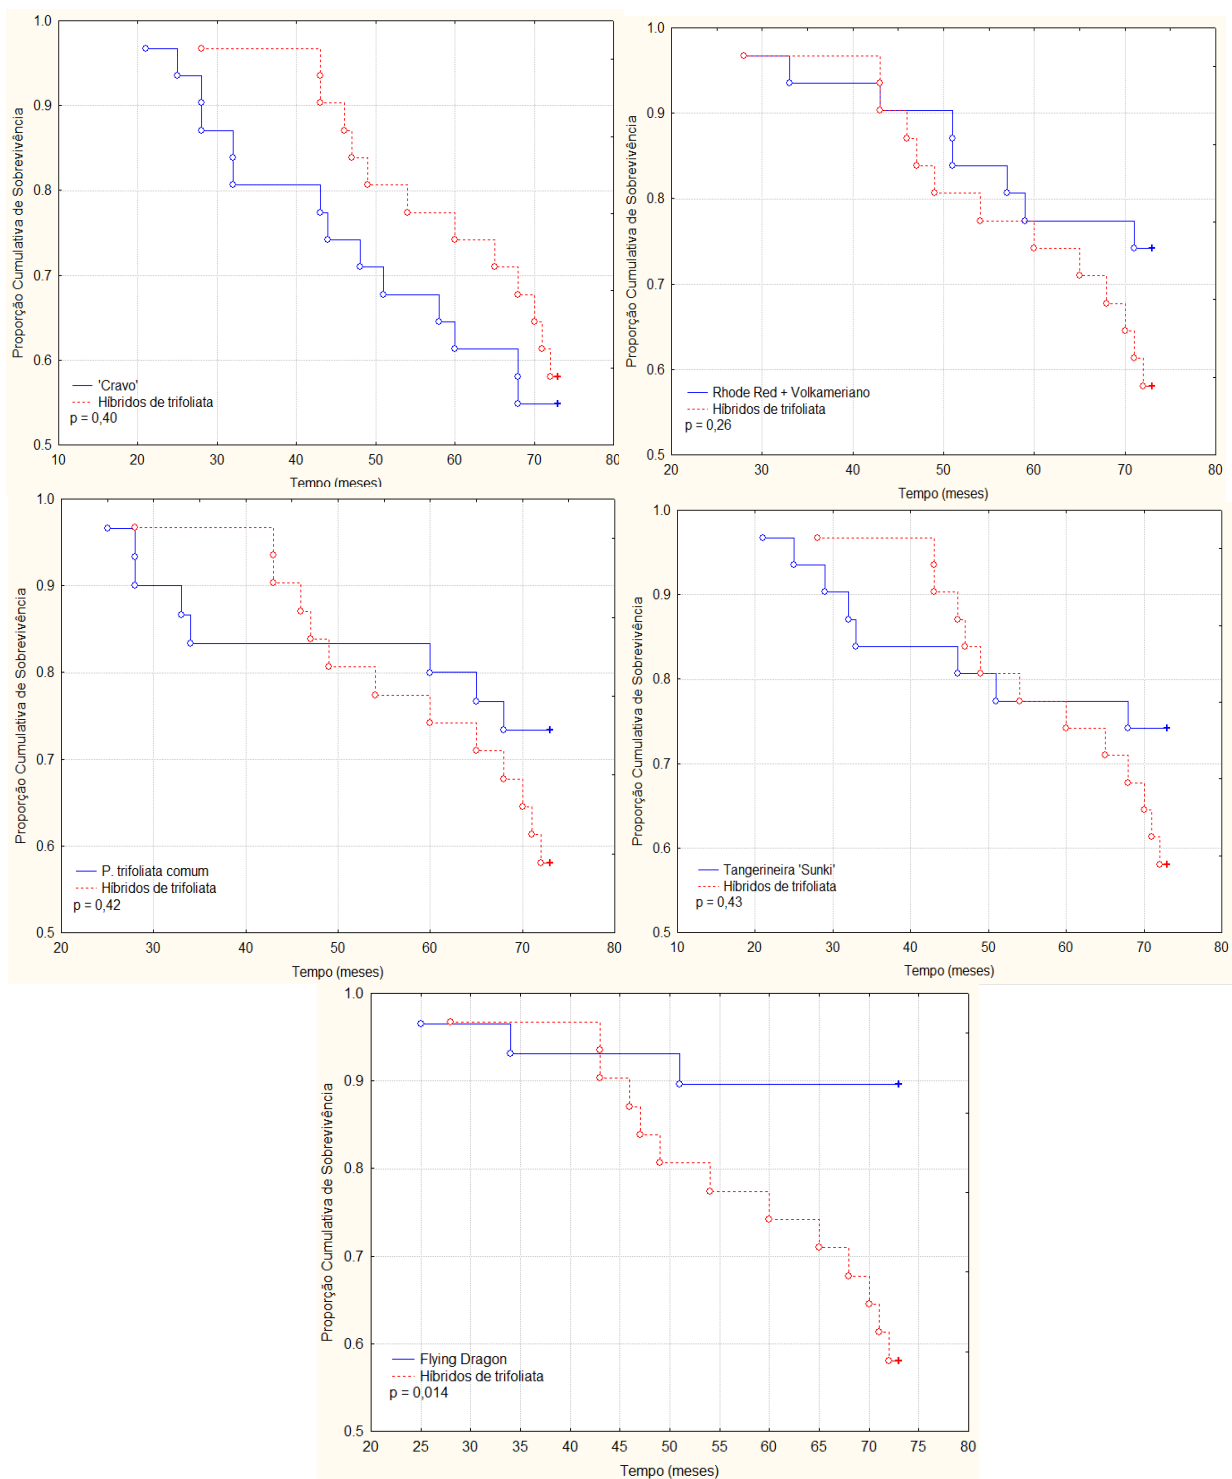 Proporção Cumulativa de Sobrevivência
1.0
0.9
0.8
0.7
0.6
0.5
'Cravo'
Híbridos de trifoliata
p = 0,40
10 20 30 40 50 60 70 80
Tempo (meses)
Proporção Cumulativa de Sobrevivência
1.0
0.9
0.8
0.7
0.6
0.5
Rhode Red + Volkameriano
Híbridos de trifoliata
p = 0,26
20 30 40 50 60 70 80
Tempo (meses)
Proporção Cumulativa de Sobrevivência
1.0
0.9
0.8
0.7
0.6
0.5
P. trifoliata comum
Híbridos de trifoliata
p = 0,42
20 30 40 50 60 70 80
Tempo (meses)
Proporção Cumulativa de Sobrevivência
1.0
0.9
0.8
0.7
0.6
0.5
Tangerineira 'Sunki'
Híbridos de trifoliata
p = 0,43
10 20 30 40 50 60 70 80
Tempo (meses)
Proporção Cumulativa de Sobrevivência
1.0
0.9
0.8
0.7
0.6
0.5
Flying Dragon
Híbridos de trifoliata
p = 0,014
20 25 30 35 40 45 50 55 60 65 70 75 80
Tempo (meses)